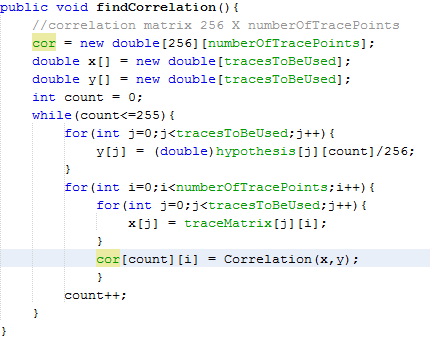 public void findCorrelation(){
//correlation matrix 256 X numberOfTracePoints
cor = new double[256][numberOfTracePoints];
double x[] = new double[tracesToBeUsed];
double y[] = new double[tracesToBeUsed];
int count = 0;
while(count<=255){
for(int j=0;j<tracesToBeUsed;j++){
y[j] = (double)hypothesis[j][count]/256;
}
for(int i=0;i<numberOfTracePoints;i++){
for(int j=0;j<tracesToBeUsed;j++){
x[j] = traceMatrix[j][i];
}
cor[count][i] = Correlation(x,y);
}
count++;
}
}